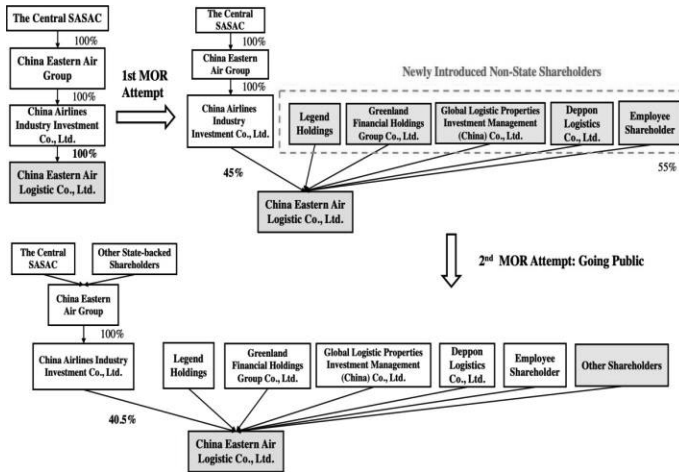 The Central SASAC
100%
China Eastern Air
Group
100%
China Airlines
Industry Investment
Co., Ltd.
100%
China Eastern Air
Logistic Co., Ltd.
1st MOR
Attempt
The Central
SASAC
100%
China Eastern
Air Group
100%
China Airlines
Industry
Investment Co., Ltd.
Newly Introduced Non-State Shareholders
Legend
Holdings
Greenland
Financial Holdings
Group Co., Ltd.
Global Logistic Properties
Investment Management
(China) Co., Ltd.
Deppon
Logistics
Co., Ltd.
Employee
Shareholder
45%
55%
China Eastern Air
Logistic Co., Ltd.
2nd MOR Attempt: Going Public
The Central
SASAC
Other State-backed
Shareholders
China Eastern
Air Group
100%
China Airlines Industry
Investment Co., Ltd.
Legend
Holdings
Greenland
Financial Holdings
Group Co., Ltd.
Global Logistic Properties
Investment Management
(China) Co., Ltd.
Deppon
Logistics
Co., Ltd.
Employee
Shareholder
Other Shareholders
40.5%
China Eastern Air
Logistic Co., Ltd.